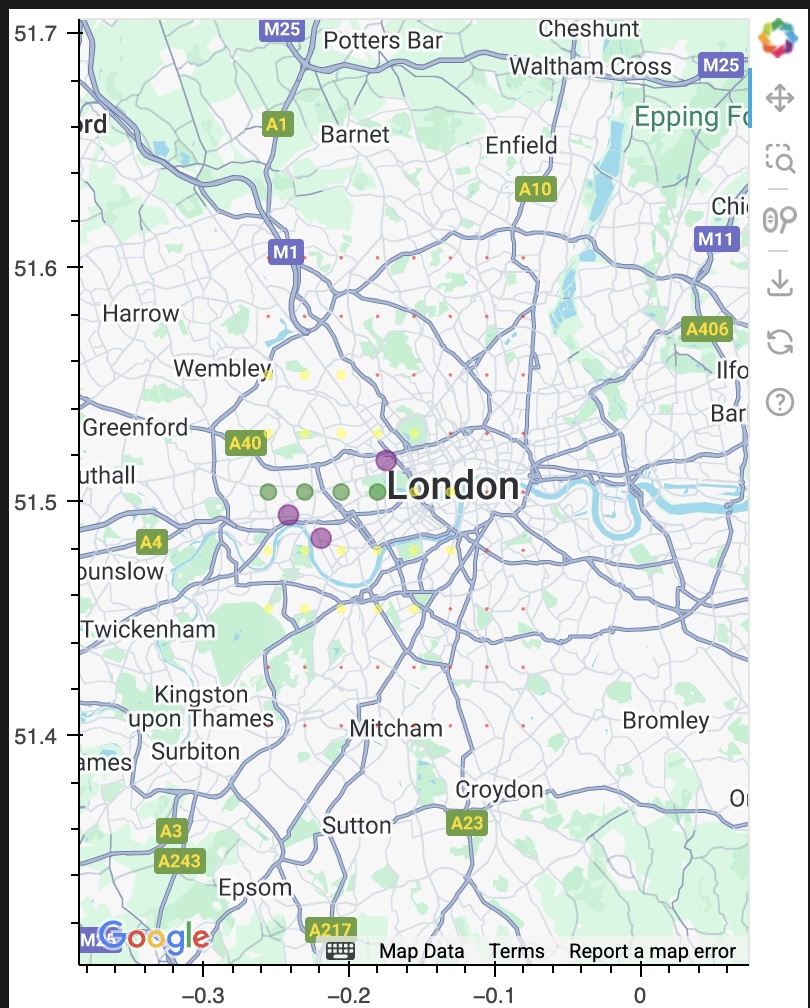 51.7
M25
Potters Bar
Cheshunt
Waltham Cross
M25
Epping Fo
ord
A1
Barnet
Enfield
A10
Chi
M11
M1
51.6
Harrow
A406
Wembley
Ilfo
Greenford
Bar
A40
uthall
London
51.5
A4
ounslow
Twickenham
Kingston
upon Thames
Mitcham
Bromley
51.4
Surbiton
ames
Croydon
O
A3
Sutton
A23
A243
Epsom
A217
M25
Google
Map Data
Terms
Report a map error
−0.3
−0.2
−0.1
0